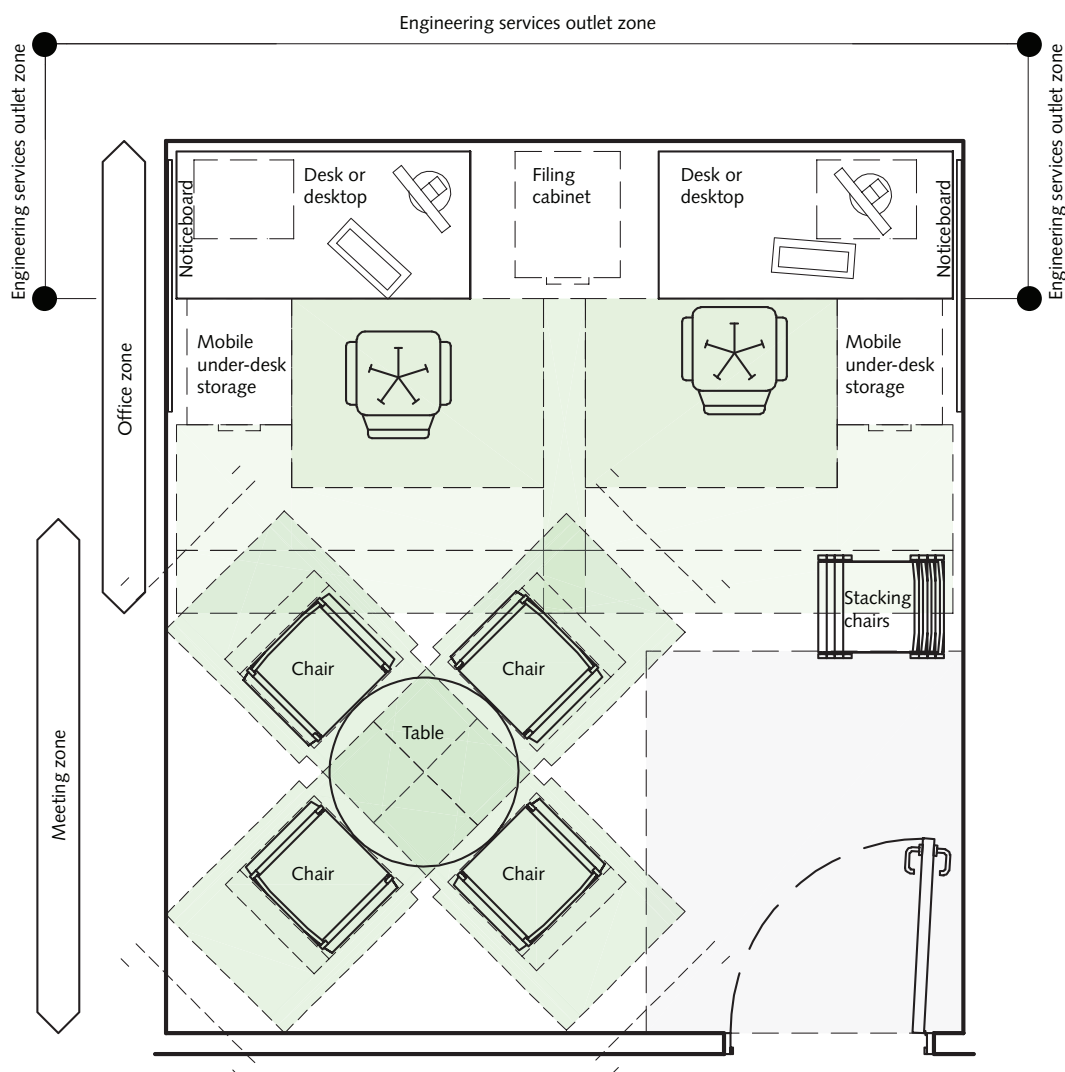 Engineering services outlet zone
Engineering services outlet zone
Engineering services outlet zone
Noticeboard
Desk or
desktop
Filing
cabinet
Desk or
desktop
Noticeboard
Office zone
Mobile
under-desk
storage
Mobile
under-desk
storage
Stacking
chairs
Chair
Chair
Table
Meeting zone
Chair
Chair